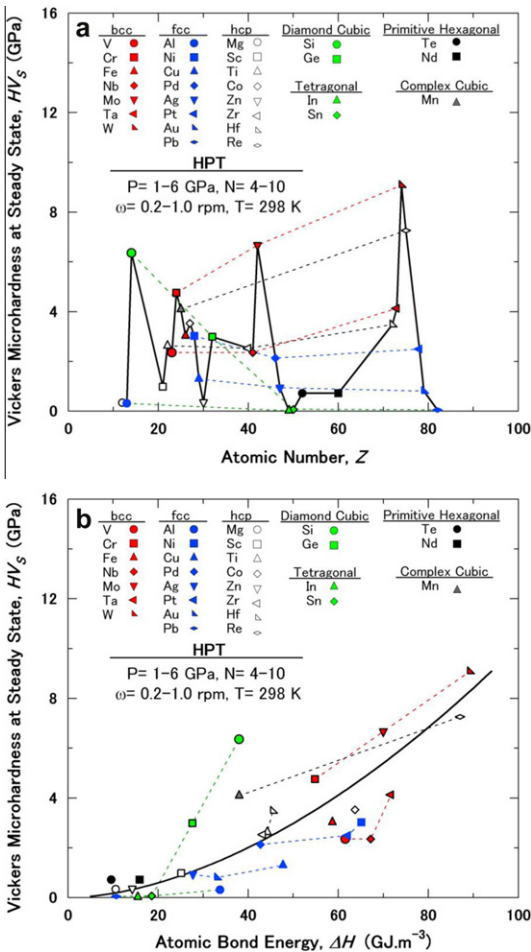 a
bcc fcc hcp Diamond Cubic Primitive Hexagonal
V Al Mg Si Te
Cr Ni Sc Ge Nd
Fe Cu Ti
Nb Pd Co Tetragonal Complex Cubic
Mo Ag Zn In Mn
Ta Pt Zr Sn
W Au Hf
Pb Re
HPT
P= 1-6 GPa, N= 4-10
ω= 0.2-1.0 rpm, T= 298 K
Vickers Microhardness at Steady State, HVS (GPa)
16
12
8
4
0
0 20 40 60 80 100
Atomic Number, Z
b
bcc fcc hcp Diamond Cubic Primitive Hexagonal
V Al Mg Si Te
Cr Ni Sc Ge Nd
Fe Cu Ti
Nb Pd Co Tetragonal Complex Cubic
Mo Ag Zn In Mn
Ta Pt Zr Sn
W Au Hf
Pb Re
HPT
P= 1-6 GPa, N= 4-10
ω= 0.2-1.0 rpm, T= 298 K
Vickers Microhardness at Steady State, HVS (GPa)
16
12
8
4
0
0 20 40 60 80 100
Atomic Bond Energy, ΔH (GJ.m⁻³)